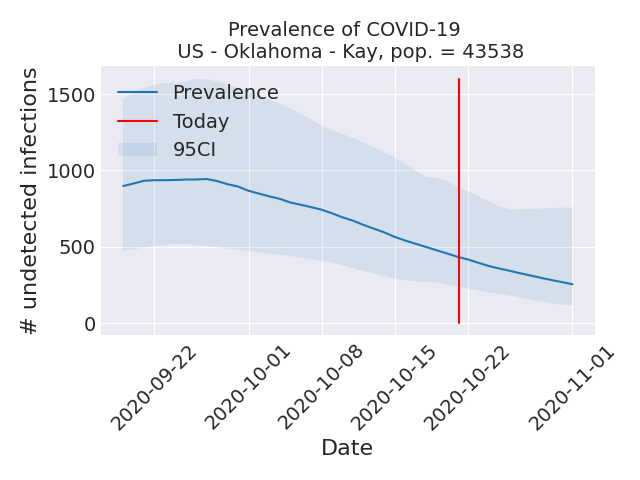 Prevalence of COVID-19
US - Oklahoma - Kay, pop. = 43538
# undetected infections
1500
1000
500
0
Prevalence
Today
95CI
2020-09-22
2020-10-01
2020-10-08
2020-10-15
2020-10-22
2020-11-01
Date